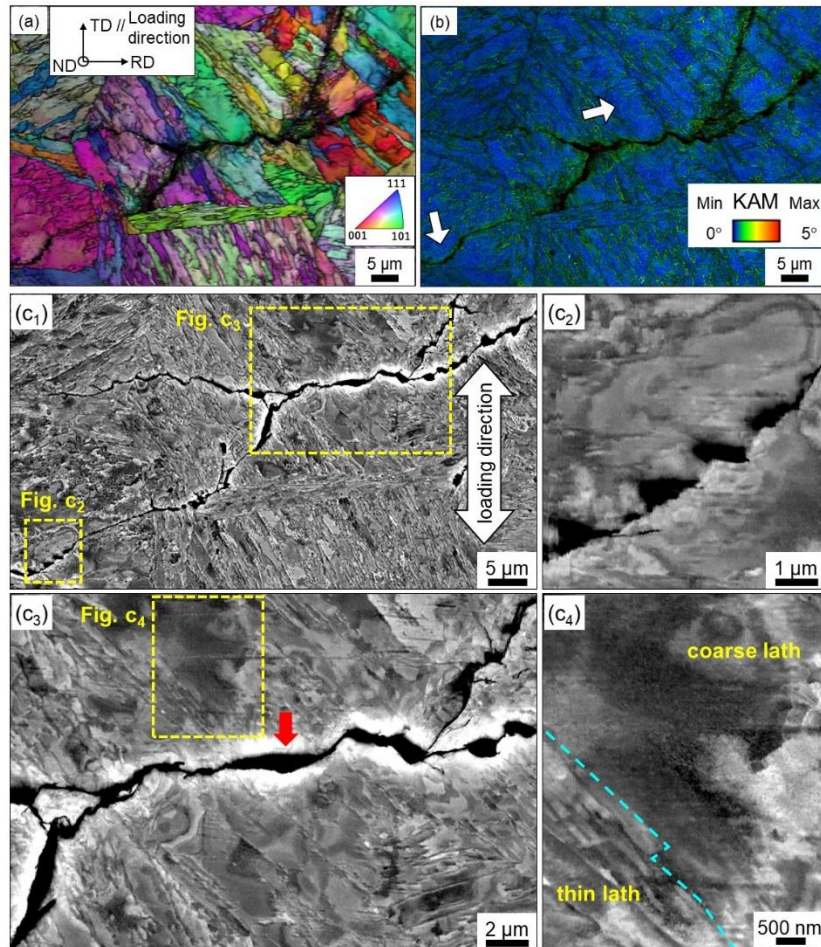 (a)
TD // Loading
direction
ND
RD
111
001
101
5 µm
(b)
Min KAM Max
0° 5°
5 µm
(c1)
Fig. c3
Fig. c2
loading direction
5 µm
(c2)
1 µm
(c3)
Fig. c4
2 µm
(c4)
coarse lath
thin lath
500 nm